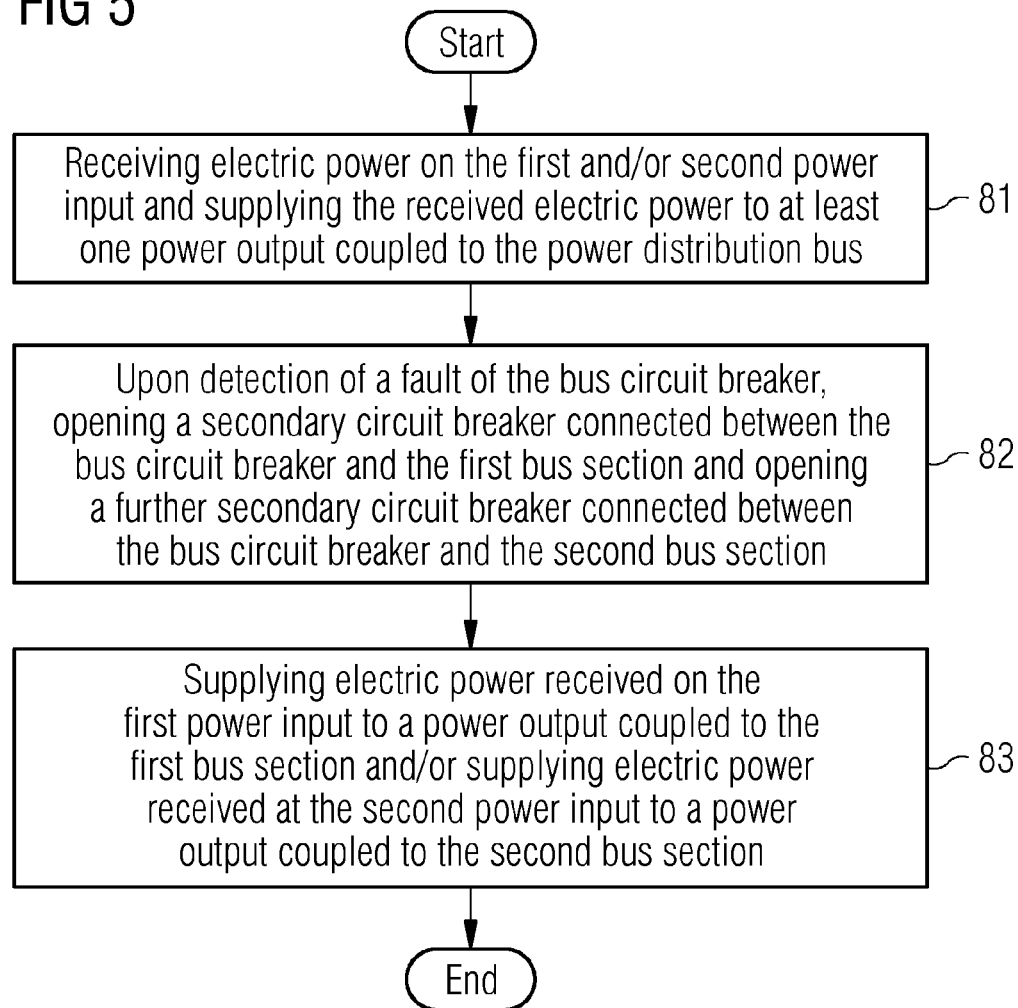 FIG 5
Start
Receiving electric power on the first and/or second power
input and supplying the received electric power to at least
one power output coupled to the power distribution bus
81
Upon detection of a fault of the bus circuit breaker,
opening a secondary circuit breaker connected between the
bus circuit breaker and the first bus section and opening
a further secondary circuit breaker connected between
the bus circuit breaker and the second bus section
82
Supplying electric power received on the
first power input to a power output coupled to the
first bus section and/or supplying electric power
received at the second power input to a power
output coupled to the second bus section
83
End